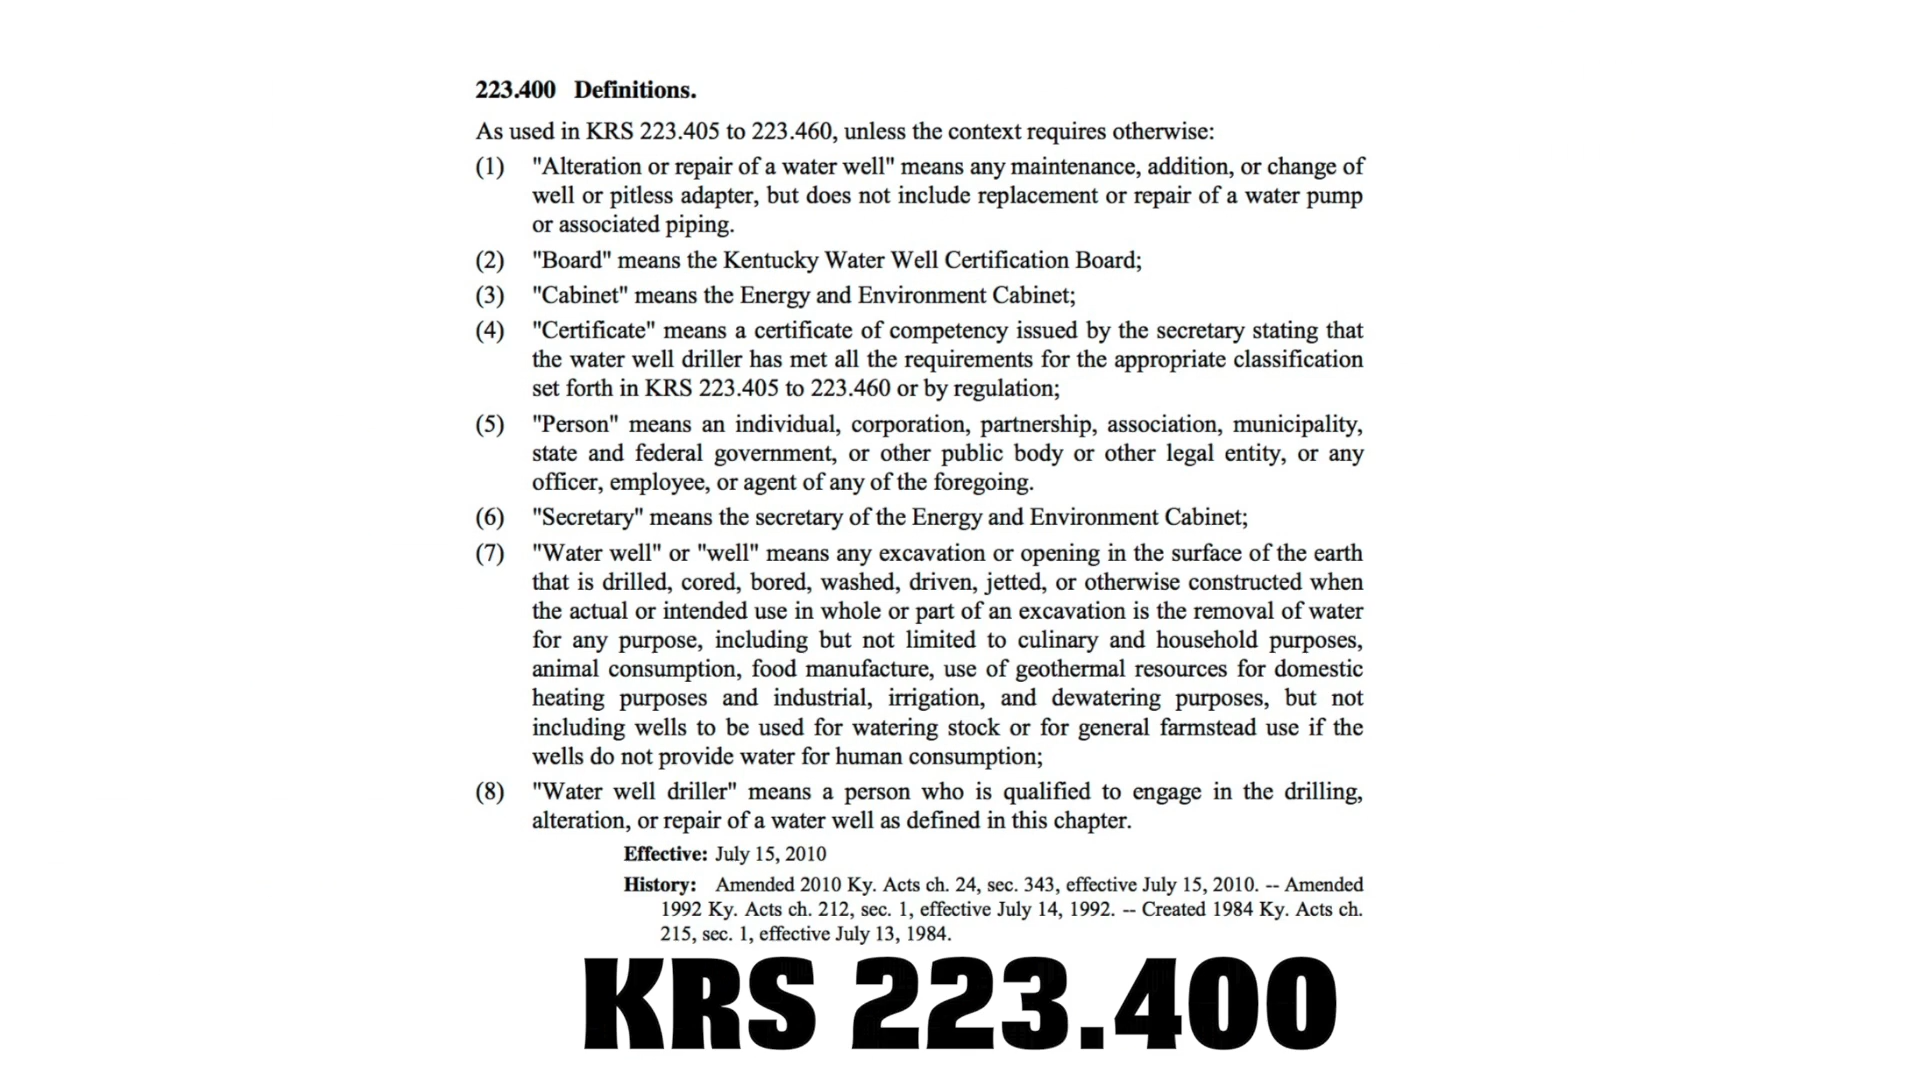 223.400 Definitions.
As used in KRS 223.405 to 223.460, unless the context requires otherwise:
(1) "Alteration or repair of a water well" means any maintenance, addition, or change of
well or pitless adapter, but does not include replacement or repair of a water pump
or associated piping.
(2) "Board" means the Kentucky Water Well Certification Board;
(3) "Cabinet" means the Energy and Environment Cabinet;
(4) "Certificate" means a certificate of competency issued by the secretary stating that
the water well driller has met all the requirements for the appropriate classification
set forth in KRS 223.405 to 223.460 or by regulation;
(5) "Person" means an individual, corporation, partnership, association, municipality,
state and federal government, or other public body or other legal entity, or any
officer, employee, or agent of any of the foregoing.
(6) "Secretary" means the secretary of the Energy and Environment Cabinet;
(7) "Water well" or "well" means any excavation or opening in the surface of the earth
that is drilled, cored, bored, washed, driven, jetted, or otherwise constructed when
the actual or intended use in whole or part of an excavation is the removal of water
for any purpose, including but not limited to culinary and household purposes,
animal consumption, food manufacture, use of geothermal resources for domestic
heating purposes and industrial, irrigation, and dewatering purposes, but not
including wells to be used for watering stock or for general farmstead use if the
wells do not provide water for human consumption;
(8) "Water well driller" means a person who is qualified to engage in the drilling,
alteration, or repair of a water well as defined in this chapter.
Effective: July 15, 2010
History: Amended 2010 Ky. Acts ch. 24, sec. 343, effective July 15, 2010. -- Amended
1992 Ky. Acts ch. 212, sec. 1, effective July 14, 1992. -- Created 1984 Ky. Acts ch.
215, sec. 1, effective July 13, 1984.
KRS 223.400